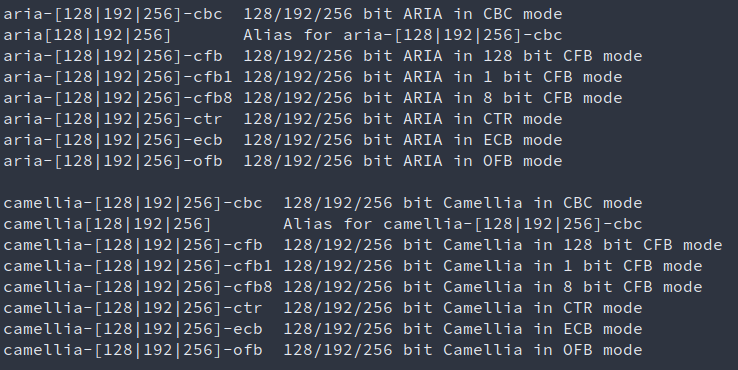 aria-[128|192|256]-cbc  128/192/256 bit ARIA in CBC mode
aria[128|192|256]       Alias for aria-[128|192|256]-cbc
aria-[128|192|256]-cfb  128/192/256 bit ARIA in 128 bit CFB mode
aria-[128|192|256]-cfb1 128/192/256 bit ARIA in 1 bit CFB mode
aria-[128|192|256]-cfb8 128/192/256 bit ARIA in 8 bit CFB mode
aria-[128|192|256]-ctr  128/192/256 bit ARIA in CTR mode
aria-[128|192|256]-ecb  128/192/256 bit ARIA in ECB mode
aria-[128|192|256]-ofb  128/192/256 bit ARIA in OFB mode

camellia-[128|192|256]-cbc  128/192/256 bit Camellia in CBC mode
camellia[128|192|256]       Alias for camellia-[128|192|256]-cbc
camellia-[128|192|256]-cfb  128/192/256 bit Camellia in 128 bit CFB mode
camellia-[128|192|256]-cfb1 128/192/256 bit Camellia in 1 bit CFB mode
camellia-[128|192|256]-cfb8 128/192/256 bit Camellia in 8 bit CFB mode
camellia-[128|192|256]-ctr  128/192/256 bit Camellia in CTR mode
camellia-[128|192|256]-ecb  128/192/256 bit Camellia in ECB mode
camellia-[128|192|256]-ofb  128/192/256 bit Camellia in OFB mode